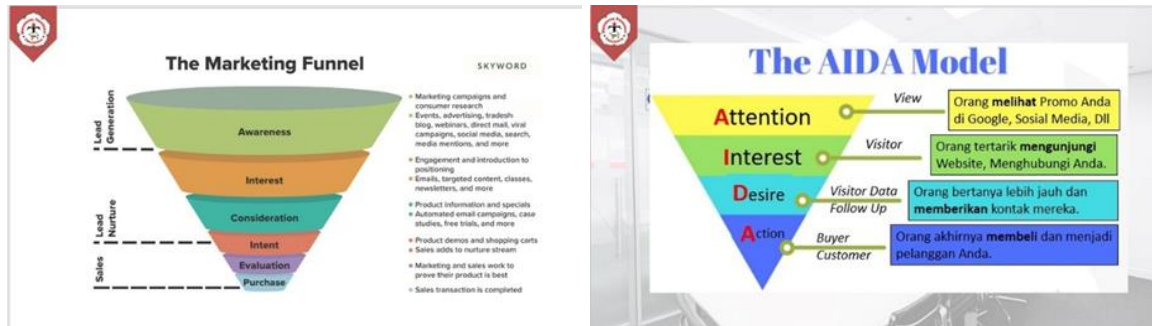 The Marketing Funnel
SKYWORD
Lead
Generation
Lead
Nurture
Sales
Awareness
Interest
Consideration
Intent
Evaluation
Purchase
Marketing campaigns and
consumer research
Events, advertising, tradesh
blog, webinars, direct mail, viral
campaigns, social media, search,
media mentions, and more
Engagement and introduction to
positioning
Emails, targeted content, classes,
newsletters, and more
Product information and specials
Automated email campaigns, case
studies, free trials, and more
Product demos and shopping carts
Sales adds to nurture stream
Marketing and sales work to
prove their product is best
Sales transaction is completed
The AIDA Model
Attention
View
Orang melihat Promo Anda
di Google, Sosial Media, Dll
Interest
Visitor
Orang tertarik mengunjungi
Website, Menghubungi Anda.
Desire
Visitor Data
Follow Up
Orang bertanya lebih jauh dan
memberikan kontak mereka.
Action
Buyer
Customer
Orang akhirnya membeli dan menjadi
pelanggan Anda.